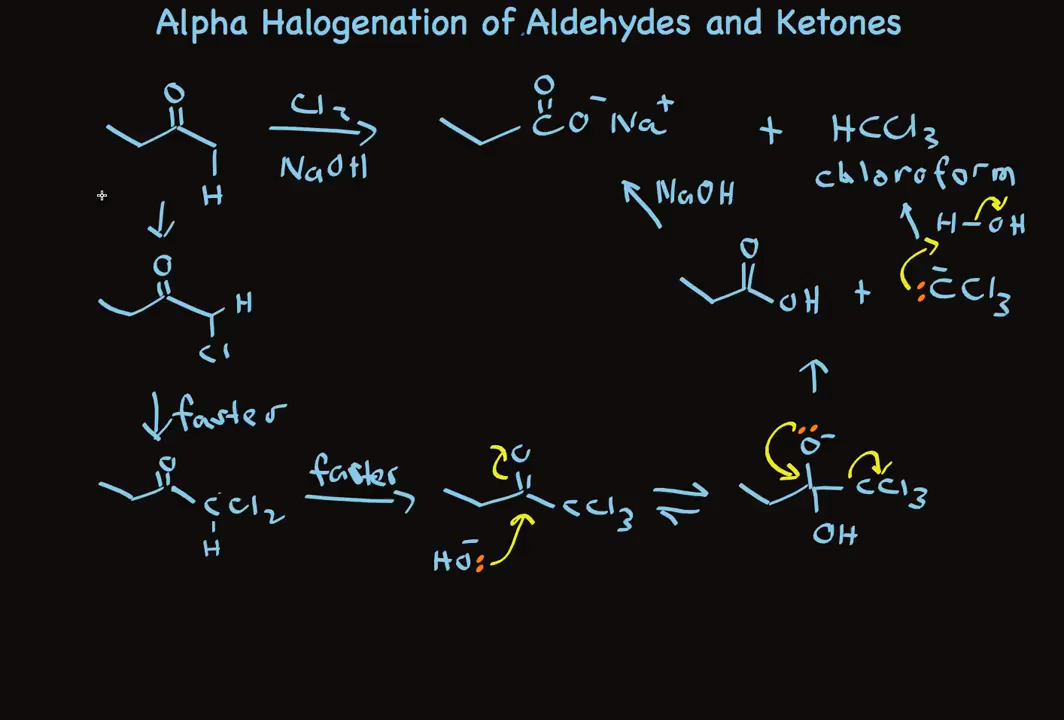 Alpha Halogenation of Aldehydes and Ketones
O
H
Cl2
NaOH
O
CO⁻ Na⁺
+ HCCl3
chloroform
NaOH
H-OH
O
OH
+
:C̄Cl3
O
H
Cl
faster
O
CCl2
H
faster
O
CCl3
HO⁻:
O⁻
CCl3
OH